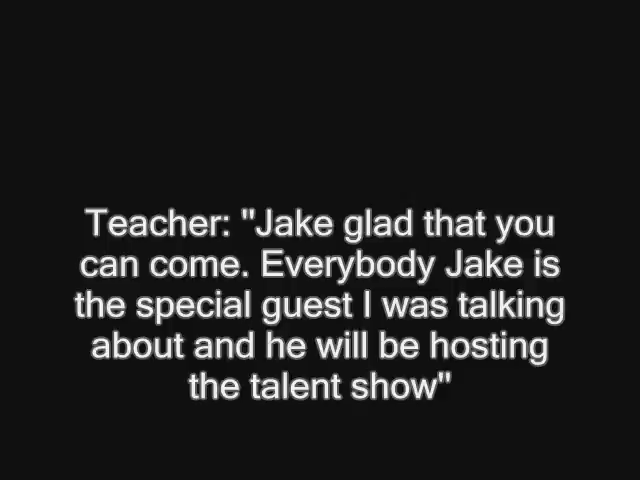 Teacher: "Jake glad that you
can come. Everybody Jake is
the special guest I was talking
about and he will be hosting
the talent show"